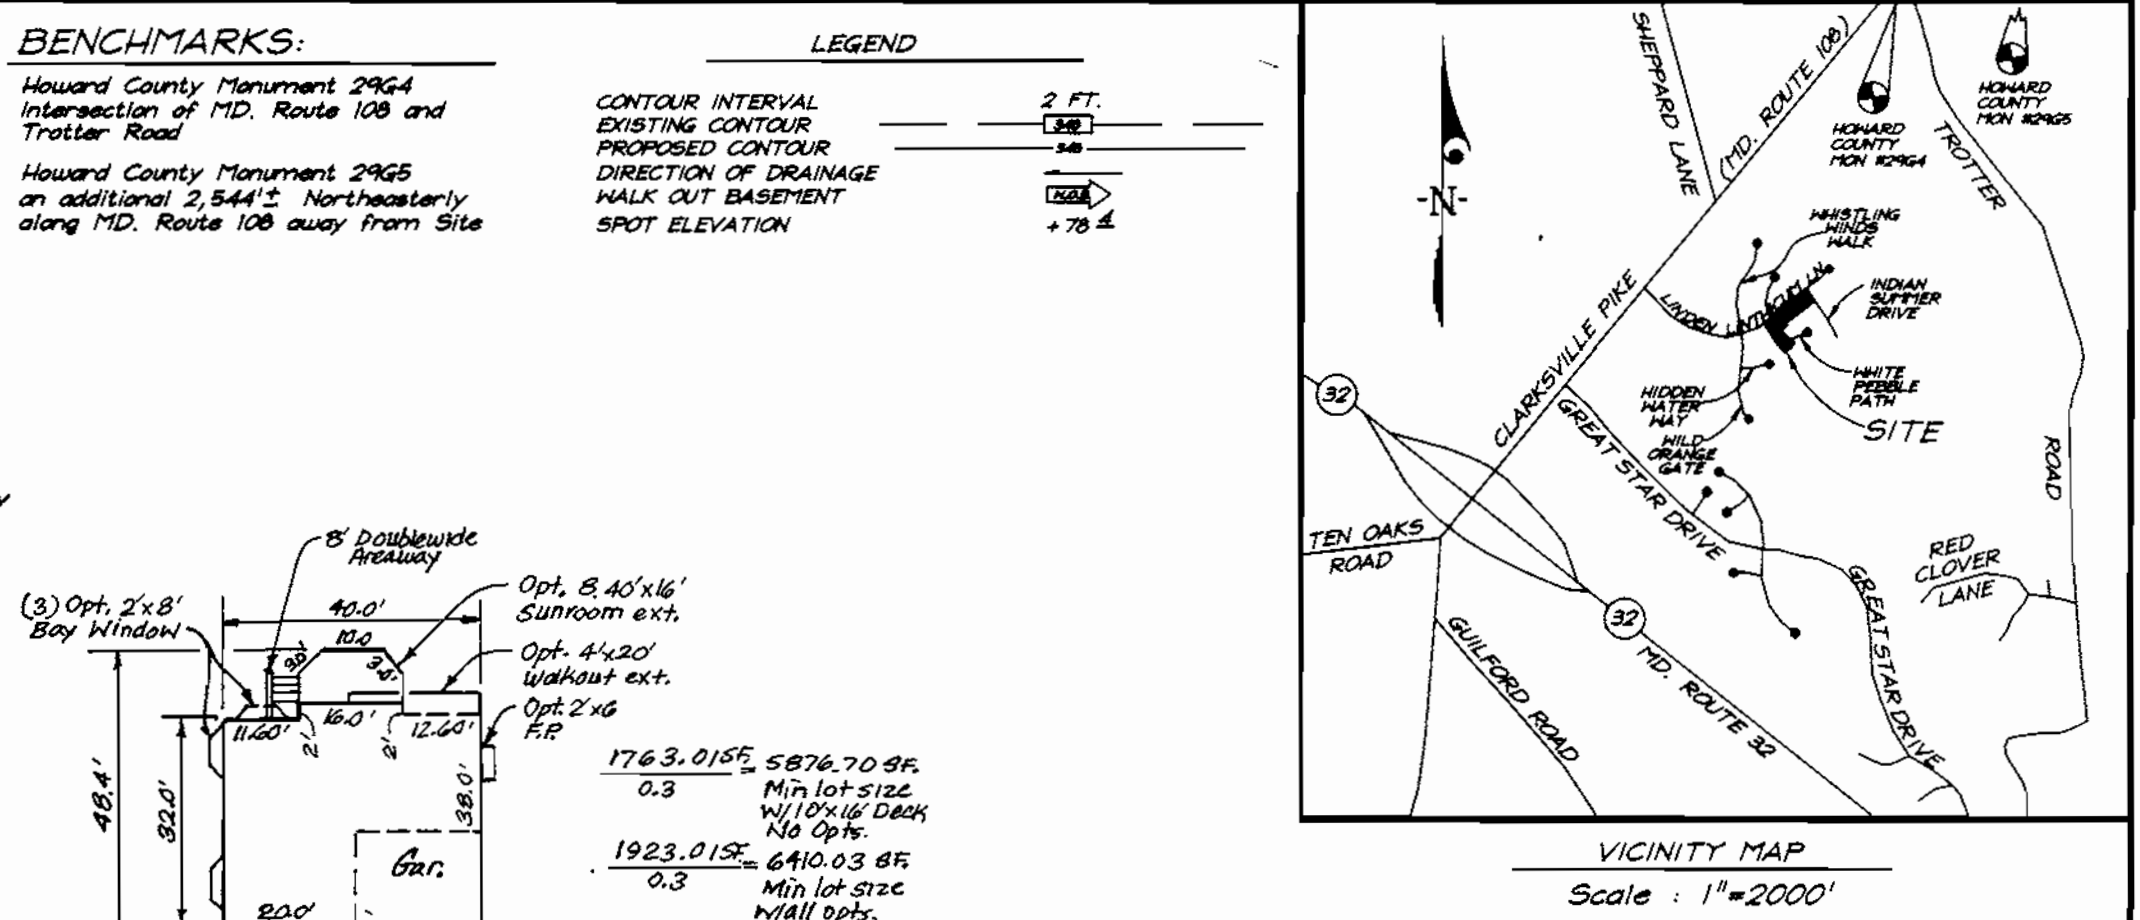 BENCHMARKS:
Howard County Monument 29G4
intersection of MD. Route 108 and
Trotter Road
Howard County Monument 29G5
an additional 2,544'± Northeasterly
along MD. Route 108 away from Site
LEGEND
CONTOUR INTERVAL 2 FT.
EXISTING CONTOUR
PROPOSED CONTOUR
DIRECTION OF DRAINAGE
WALK OUT BASEMENT
SPOT ELEVATION +78 4
8' Doublewide
Areaway
(3) Opt. 2'x8'
Bay Window
40.0'
10.0
9.0'
Opt. 8.40'x16'
Sunroom ext.
Opt. 4'x20'
walkout ext.
Opt. 2'x6
F.P.
11.60'
2'
16.0'
2'
12.60'
48.4'
32.0'
38.0'
Gar.
20.0'
1763.01SF. = 5876.70 SF.
0.3
Min lot size
W/10'x16' Deck
No Opts.
1923.01SF. = 6410.03 SF.
0.3
Min lot size
W/all opts.
SHEPPARD LANE
(MD. ROUTE 108)
HOWARD
COUNTY
MON #29G4
HOWARD
COUNTY
MON #29G5
TROTTER
ROAD
-N-
WHISTLING
WINDS
WALK
LINDEN LINTHICUM LN.
INDIAN
SUMMER
DRIVE
WHITE
PEBBLE
PATH
SITE
HIDDEN
WATER
WAY
WILD
ORANGE
GATE
CLARKSVILLE PIKE
32
GREAT STAR DRIVE
TEN OAKS
ROAD
GUILFORD ROAD
32
MD. ROUTE 32
GREAT STAR DRIVE
RED
CLOVER
LANE
VICINITY MAP
Scale : 1"=2000'